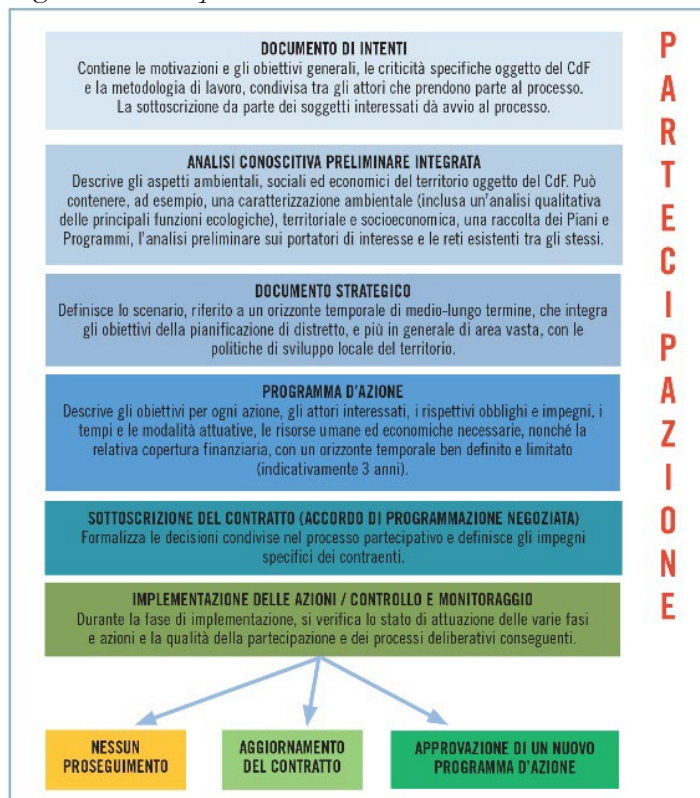 DOCUMENTO DI INTENTI
Contiene le motivazioni e gli obiettivi generali, le criticità specifiche oggetto del CdF
e la metodologia di lavoro, condivisa tra gli attori che prendono parte al processo.
La sottoscrizione da parte dei soggetti interessati dà avvio al processo.
ANALISI CONOSCITIVA PRELIMINARE INTEGRATA
Descrive gli aspetti ambientali, sociali ed economici del territorio oggetto del CdF. Può
contenere, ad esempio, una caratterizzazione ambientale (inclusa un'analisi qualitativa
delle principali funzioni ecologiche), territoriale e socioeconomica, una raccolta dei Piani e
Programmi, l'analisi preliminare sui portatori di interesse e le reti esistenti tra gli stessi.
DOCUMENTO STRATEGICO
Definisce lo scenario, riferito a un orizzonte temporale di medio-lungo termine, che integra
gli obiettivi della pianificazione di distretto, e più in generale di area vasta, con le
politiche di sviluppo locale del territorio.
PROGRAMMA D'AZIONE
Descrive gli obiettivi per ogni azione, gli attori interessati, i rispettivi obblighi e impegni, i
tempi e le modalità attuative, le risorse umane ed economiche necessarie, nonché la
relativa copertura finanziaria, con un orizzonte temporale ben definito e limitato
(indicativamente 3 anni).
SOTTOSCRIZIONE DEL CONTRATTO (ACCORDO DI PROGRAMMAZIONE NEGOZIATA)
Formalizza le decisioni condivise nel processo partecipativo e definisce gli impegni
specifici dei contraenti.
IMPLEMENTAZIONE DELLE AZIONI / CONTROLLO E MONITORAGGIO
Durante la fase di implementazione, si verifica lo stato di attuazione delle varie fasi
e azioni e la qualità della partecipazione e dei processi deliberativi conseguenti.
NESSUN
PROSEGUIMENTO
AGGIORNAMENTO
DEL CONTRATTO
APPROVAZIONE DI UN NUOVO
PROGRAMMA D'AZIONE
PARTECIPAZIONE